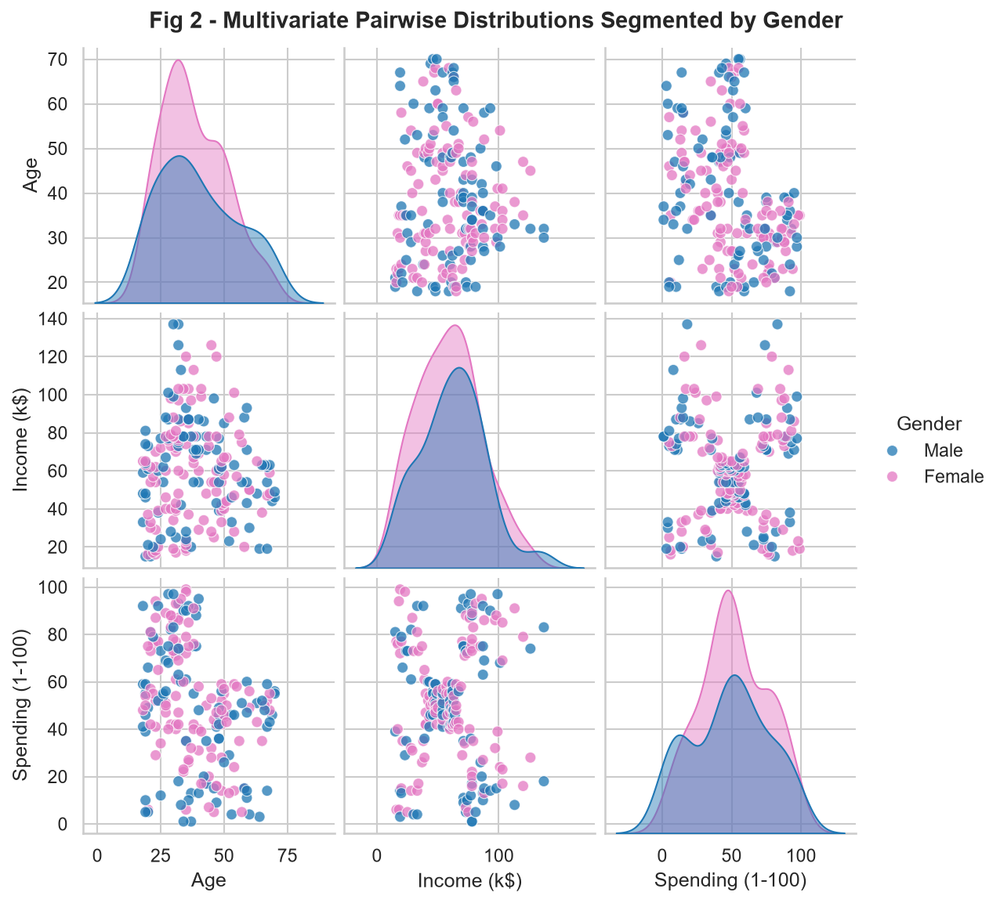 Fig 2 - Multivariate Pairwise Distributions Segmented by Gender
70
60
50
40
30
20
Age
140
120
100
80
60
40
20
Income (k$)
100
80
60
40
20
0
Spending (1-100)
0 25 50 75
Age
0 100
Income (k$)
0 50 100
Spending (1-100)
Gender
Male
Female